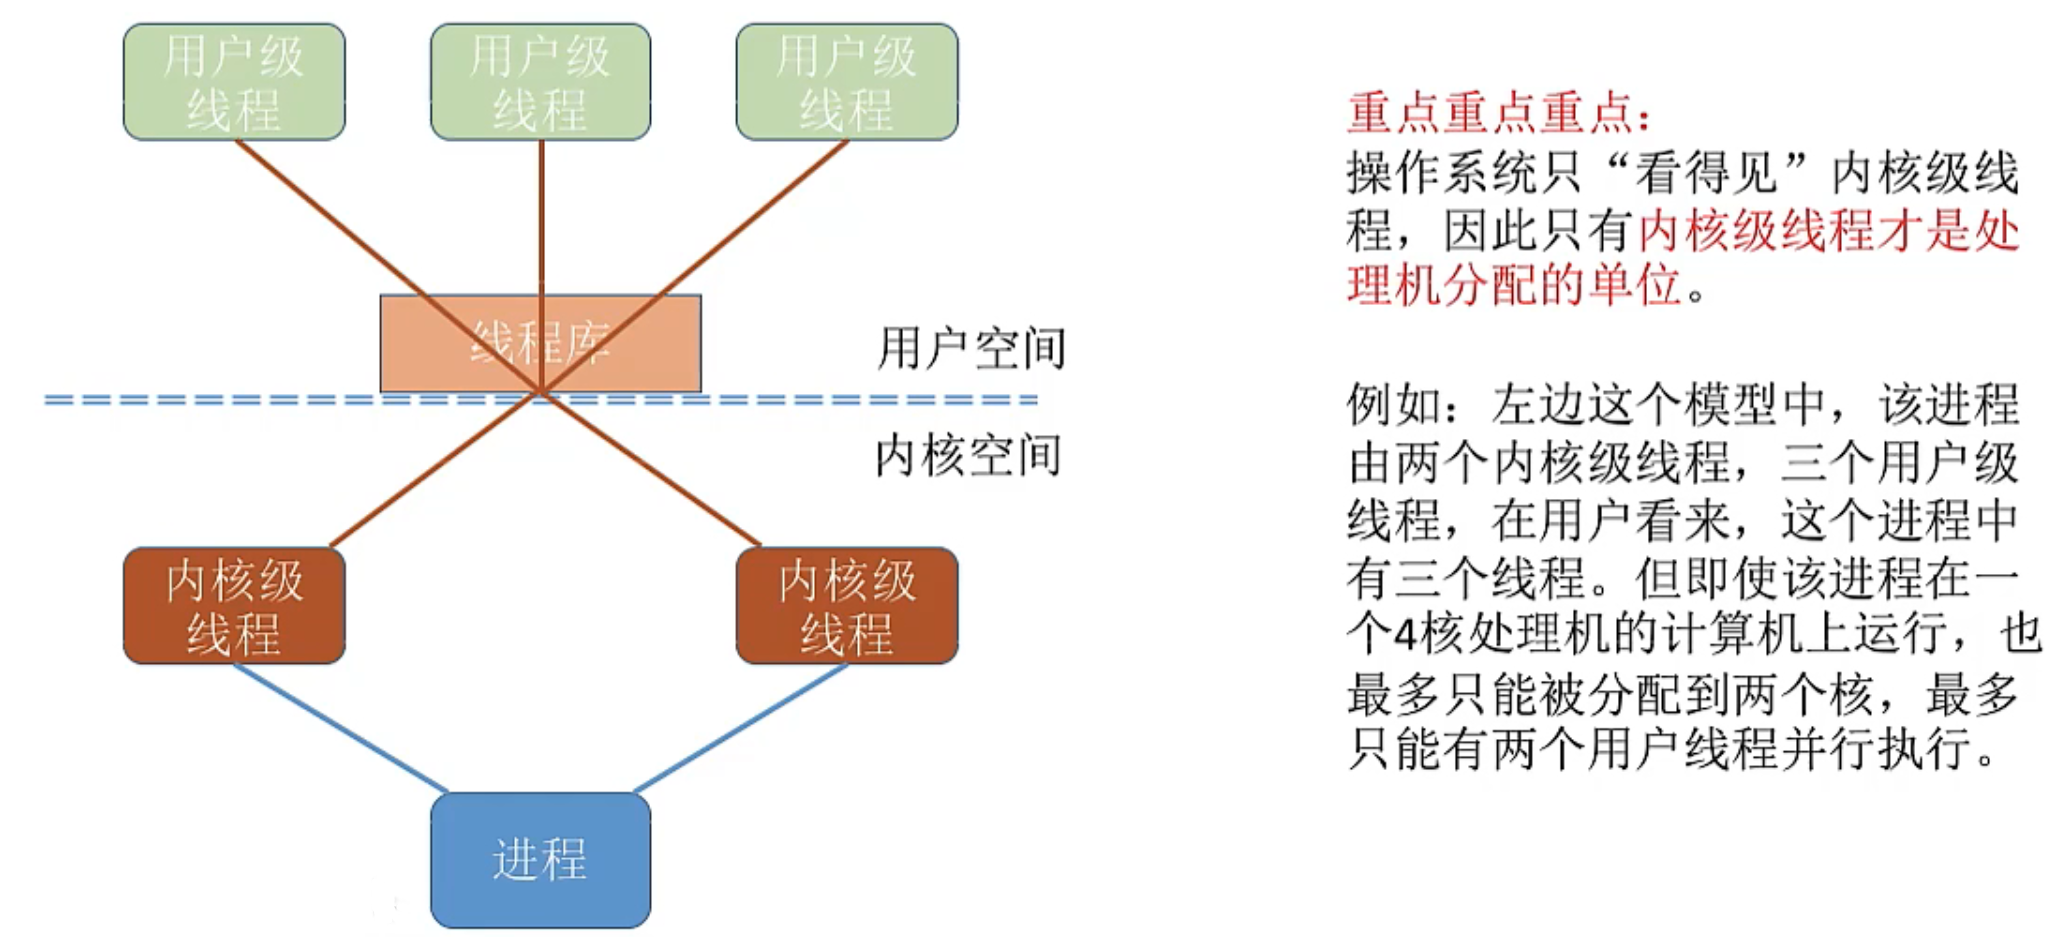 用户级
线程
用户级
线程
用户级
线程
线程库
用户空间
内核空间
内核级
线程
内核级
线程
进程
重点重点重点：
操作系统只“看得见”内核级线
程，因此只有内核级线程才是处
理机分配的单位。
例如：左边这个模型中，该进程
由两个内核级线程，三个用户级
线程，在用户看来，这个进程中
有三个线程。但即使该进程在一
个4核处理机的计算机上运行，也
最多只能被分配到两个核，最多
只能有两个用户线程并行执行。